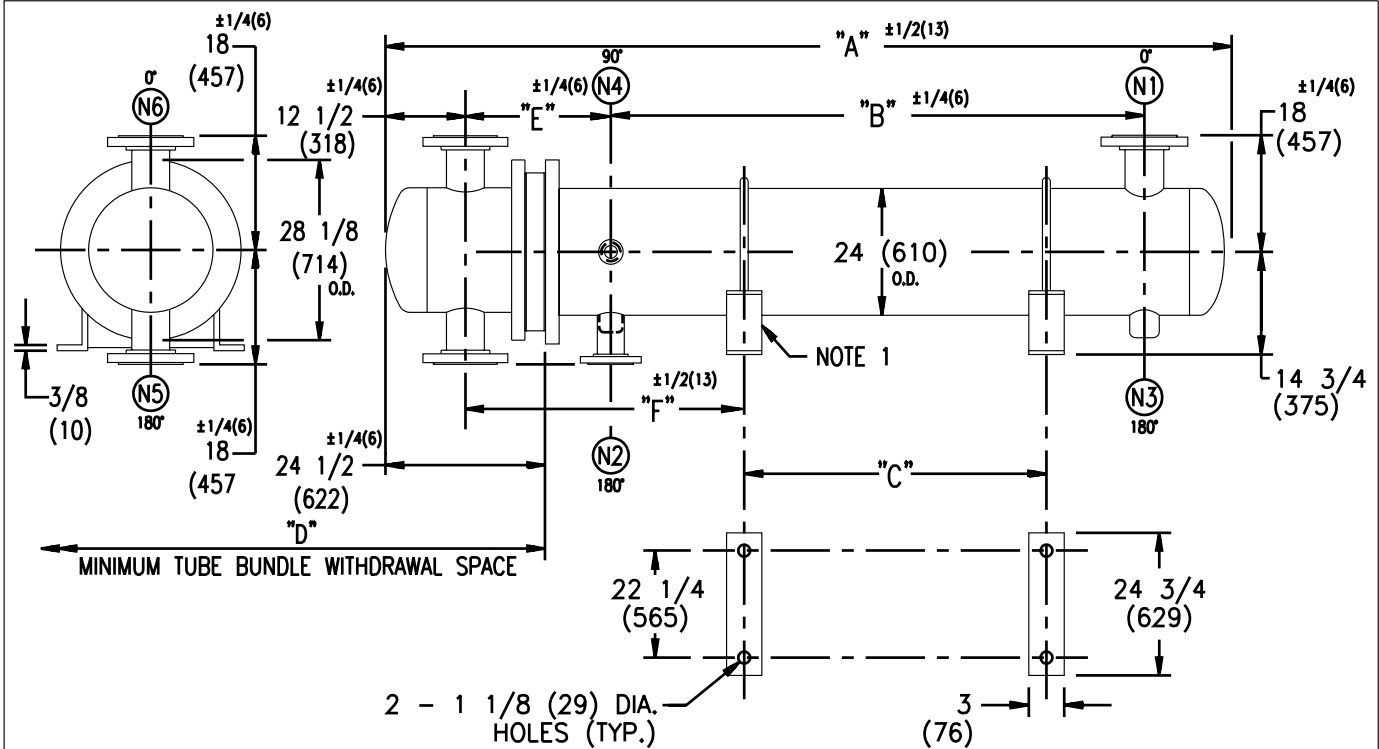 ±1/4(6)
18
(457)
0°
N6
±1/4(6)
12 1/2
(318)
±1/4(6)
"E"
90°
N4
"A" ±1/2(13)
"B" ±1/4(6)
0°
N1
±1/4(6)
18
(457)
28 1/8
(714)
O.D.
24 (610)
O.D.
NOTE 1
3/8
(10)
N5
180°
±1/4(6)
18
(457
±1/4(6)
24 1/2
(622)
±1/2(13)
"F"
N2
180°
N3
180°
14 3/4
(375)
"C"
"D"
MINIMUM TUBE BUNDLE WITHDRAWAL SPACE
22 1/4
(565)
24 3/4
(629)
2 - 1 1/8 (29) DIA.
HOLES (TYP.)
3
(76)